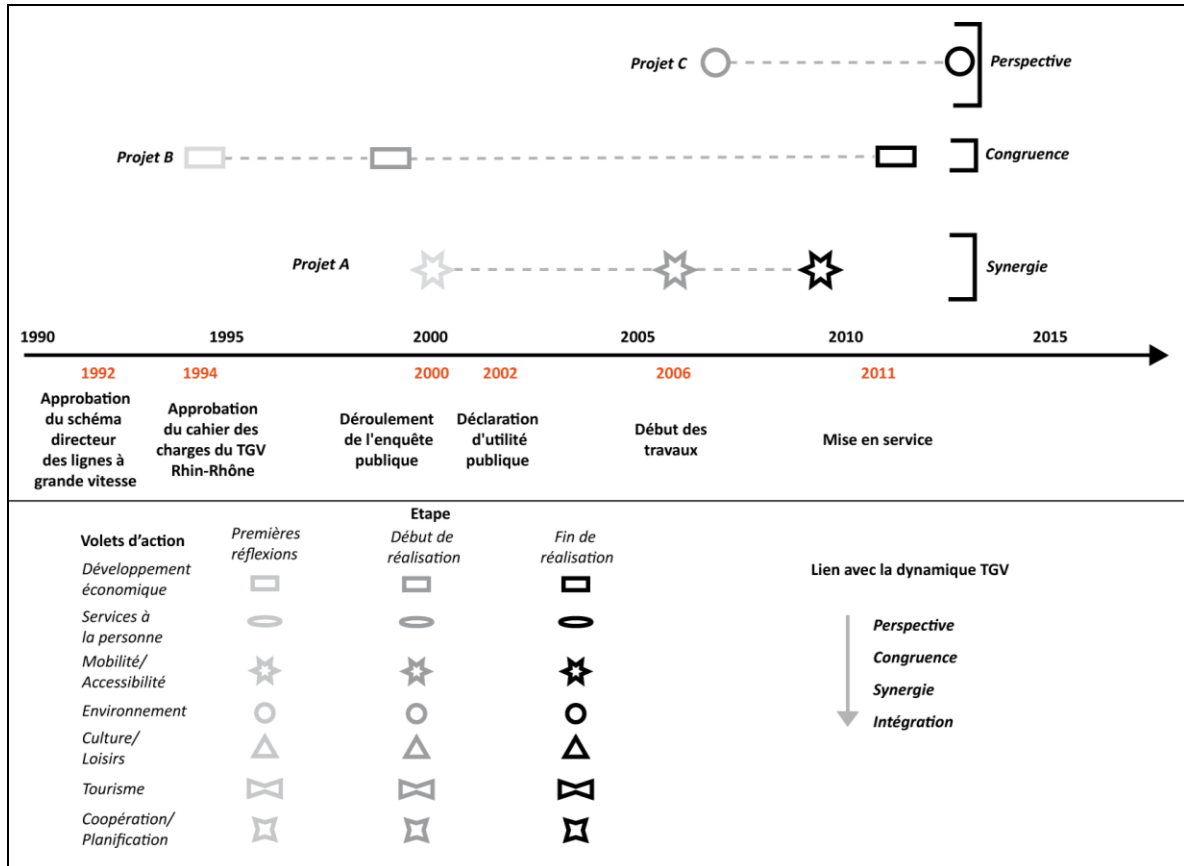 Projet C
Perspective
Projet B
Congruence
Projet A
Synergie
1990
1995
2000
2005
2010
2015
1992
1994
2000
2002
2006
2011
Approbation
du schéma
directeur
des lignes à
grande vitesse
Approbation
du cahier des
charges du TGV
Rhin-Rhône
Déroulement
de l'enquête
publique
Déclaration
d'utilité
publique
Début des
travaux
Mise en service
Etape
Volets d'action
Premières
réflexions
Début de
réalisation
Fin de
réalisation
Développement
économique
Services à
la personne
Mobilité/
Accessibilité
Environnement
Culture/
Loisirs
Tourisme
Coopération/
Planification
Lien avec la dynamique TGV
Perspective
Congruence
Synergie
Intégration